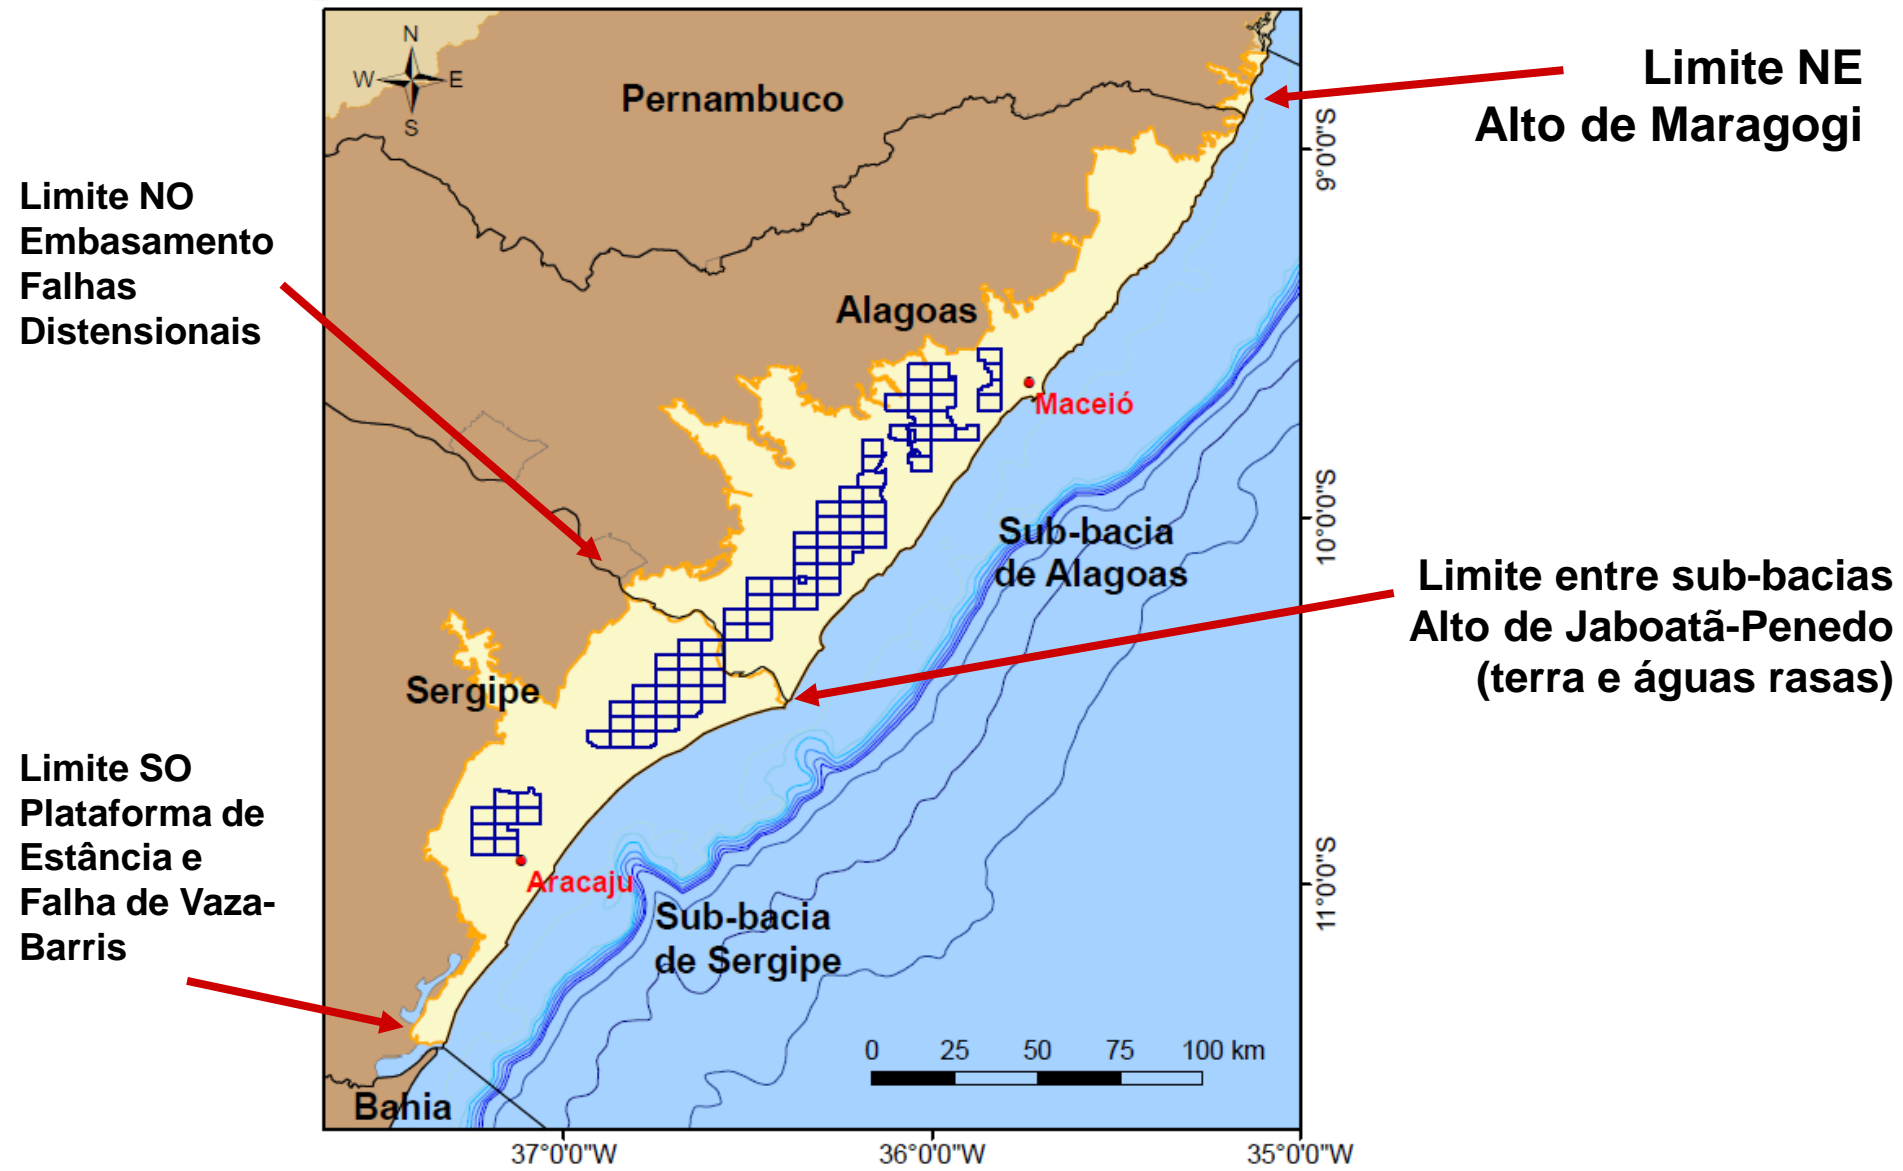 N
W
E
S
Pernambuco
Limite NE
Alto de Maragogi
9°0'0"S
Limite NO
Embasamento
Falhas
Distensionais
Alagoas
Maceió
10°0'0"S
Sub-bacia
de Alagoas
Limite entre sub-bacias
Alto de Jaboatã-Penedo
(terra e águas rasas)
Sergipe
Limite SO
Plataforma de
Estância e
Falha de Vaza-
Barris
Aracaju
11°0'0"S
Sub-bacia
de Sergipe
0 25 50 75 100 km
Bahia
37°0'0"W 36°0'0"W 35°0'0"W